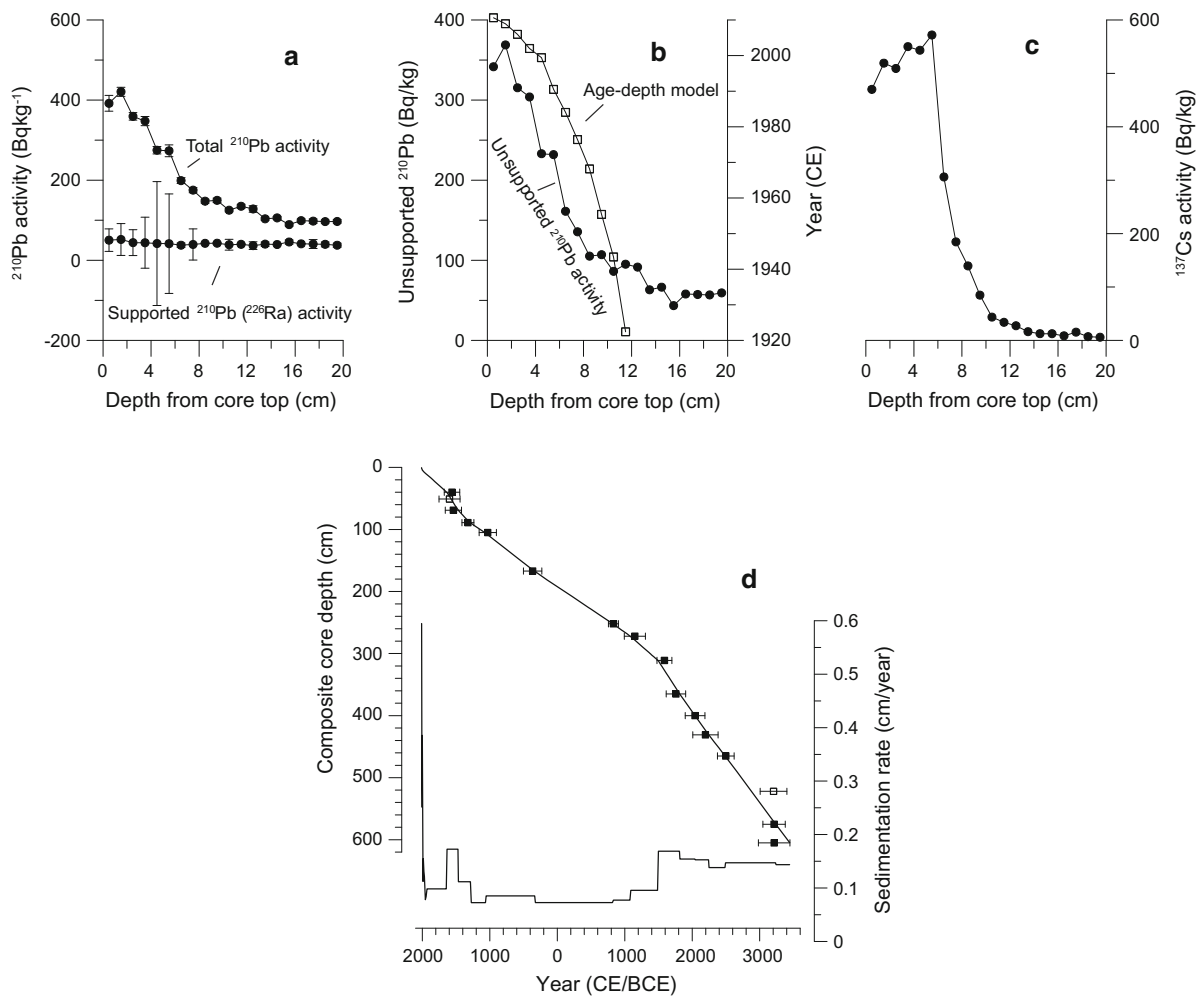 a
600
400
200
0
-200
²¹⁰Pb activity (Bqkg⁻¹)
Total ²¹⁰Pb activity
Supported ²¹⁰Pb (²²⁶Ra) activity
0 4 8 12 16 20
Depth from core top (cm)
b
400
300
200
100
0
Unsupported ²¹⁰Pb (Bq/kg)
Age-depth model
Unsupported ²¹⁰Pb activity
2000
1980
1960
1940
1920
Year (CE)
0 4 8 12 16 20
Depth from core top (cm)
c
600
400
200
0
¹³⁷Cs activity (Bq/kg)
0 4 8 12 16 20
Depth from core top (cm)
d
0
100
200
300
400
500
600
Composite core depth (cm)
0.6
0.5
0.4
0.3
0.2
0.1
0
Sedimentation rate (cm/year)
2000 1000 0 1000 2000 3000
Year (CE/BCE)